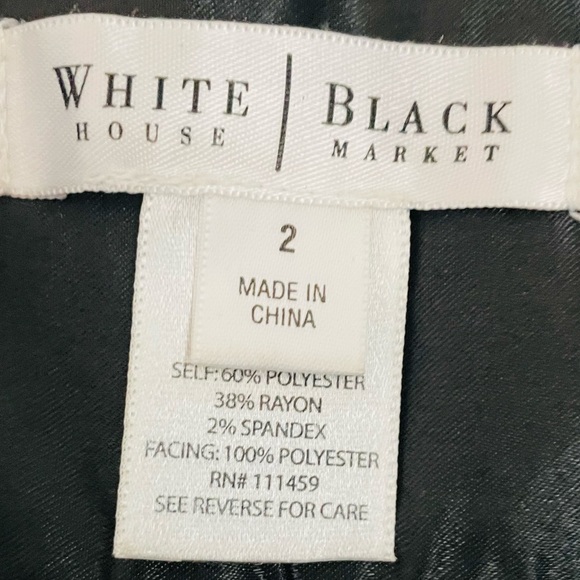 WHITE | BLACK
HOUSE MARKET
2
MADE IN
CHINA
SELF: 60% POLYESTER
38% RAYON
2% SPANDEX
FACING: 100% POLYESTER
RN# 111459
SEE REVERSE FOR CARE